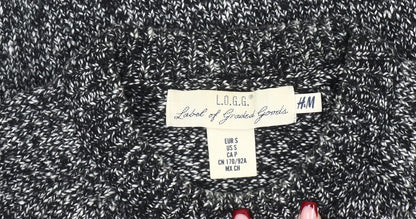 L.O.G.G.®
Label of Graded Goods
H&M
EUR S
US S
CA P
CN 170/92A
MX CH